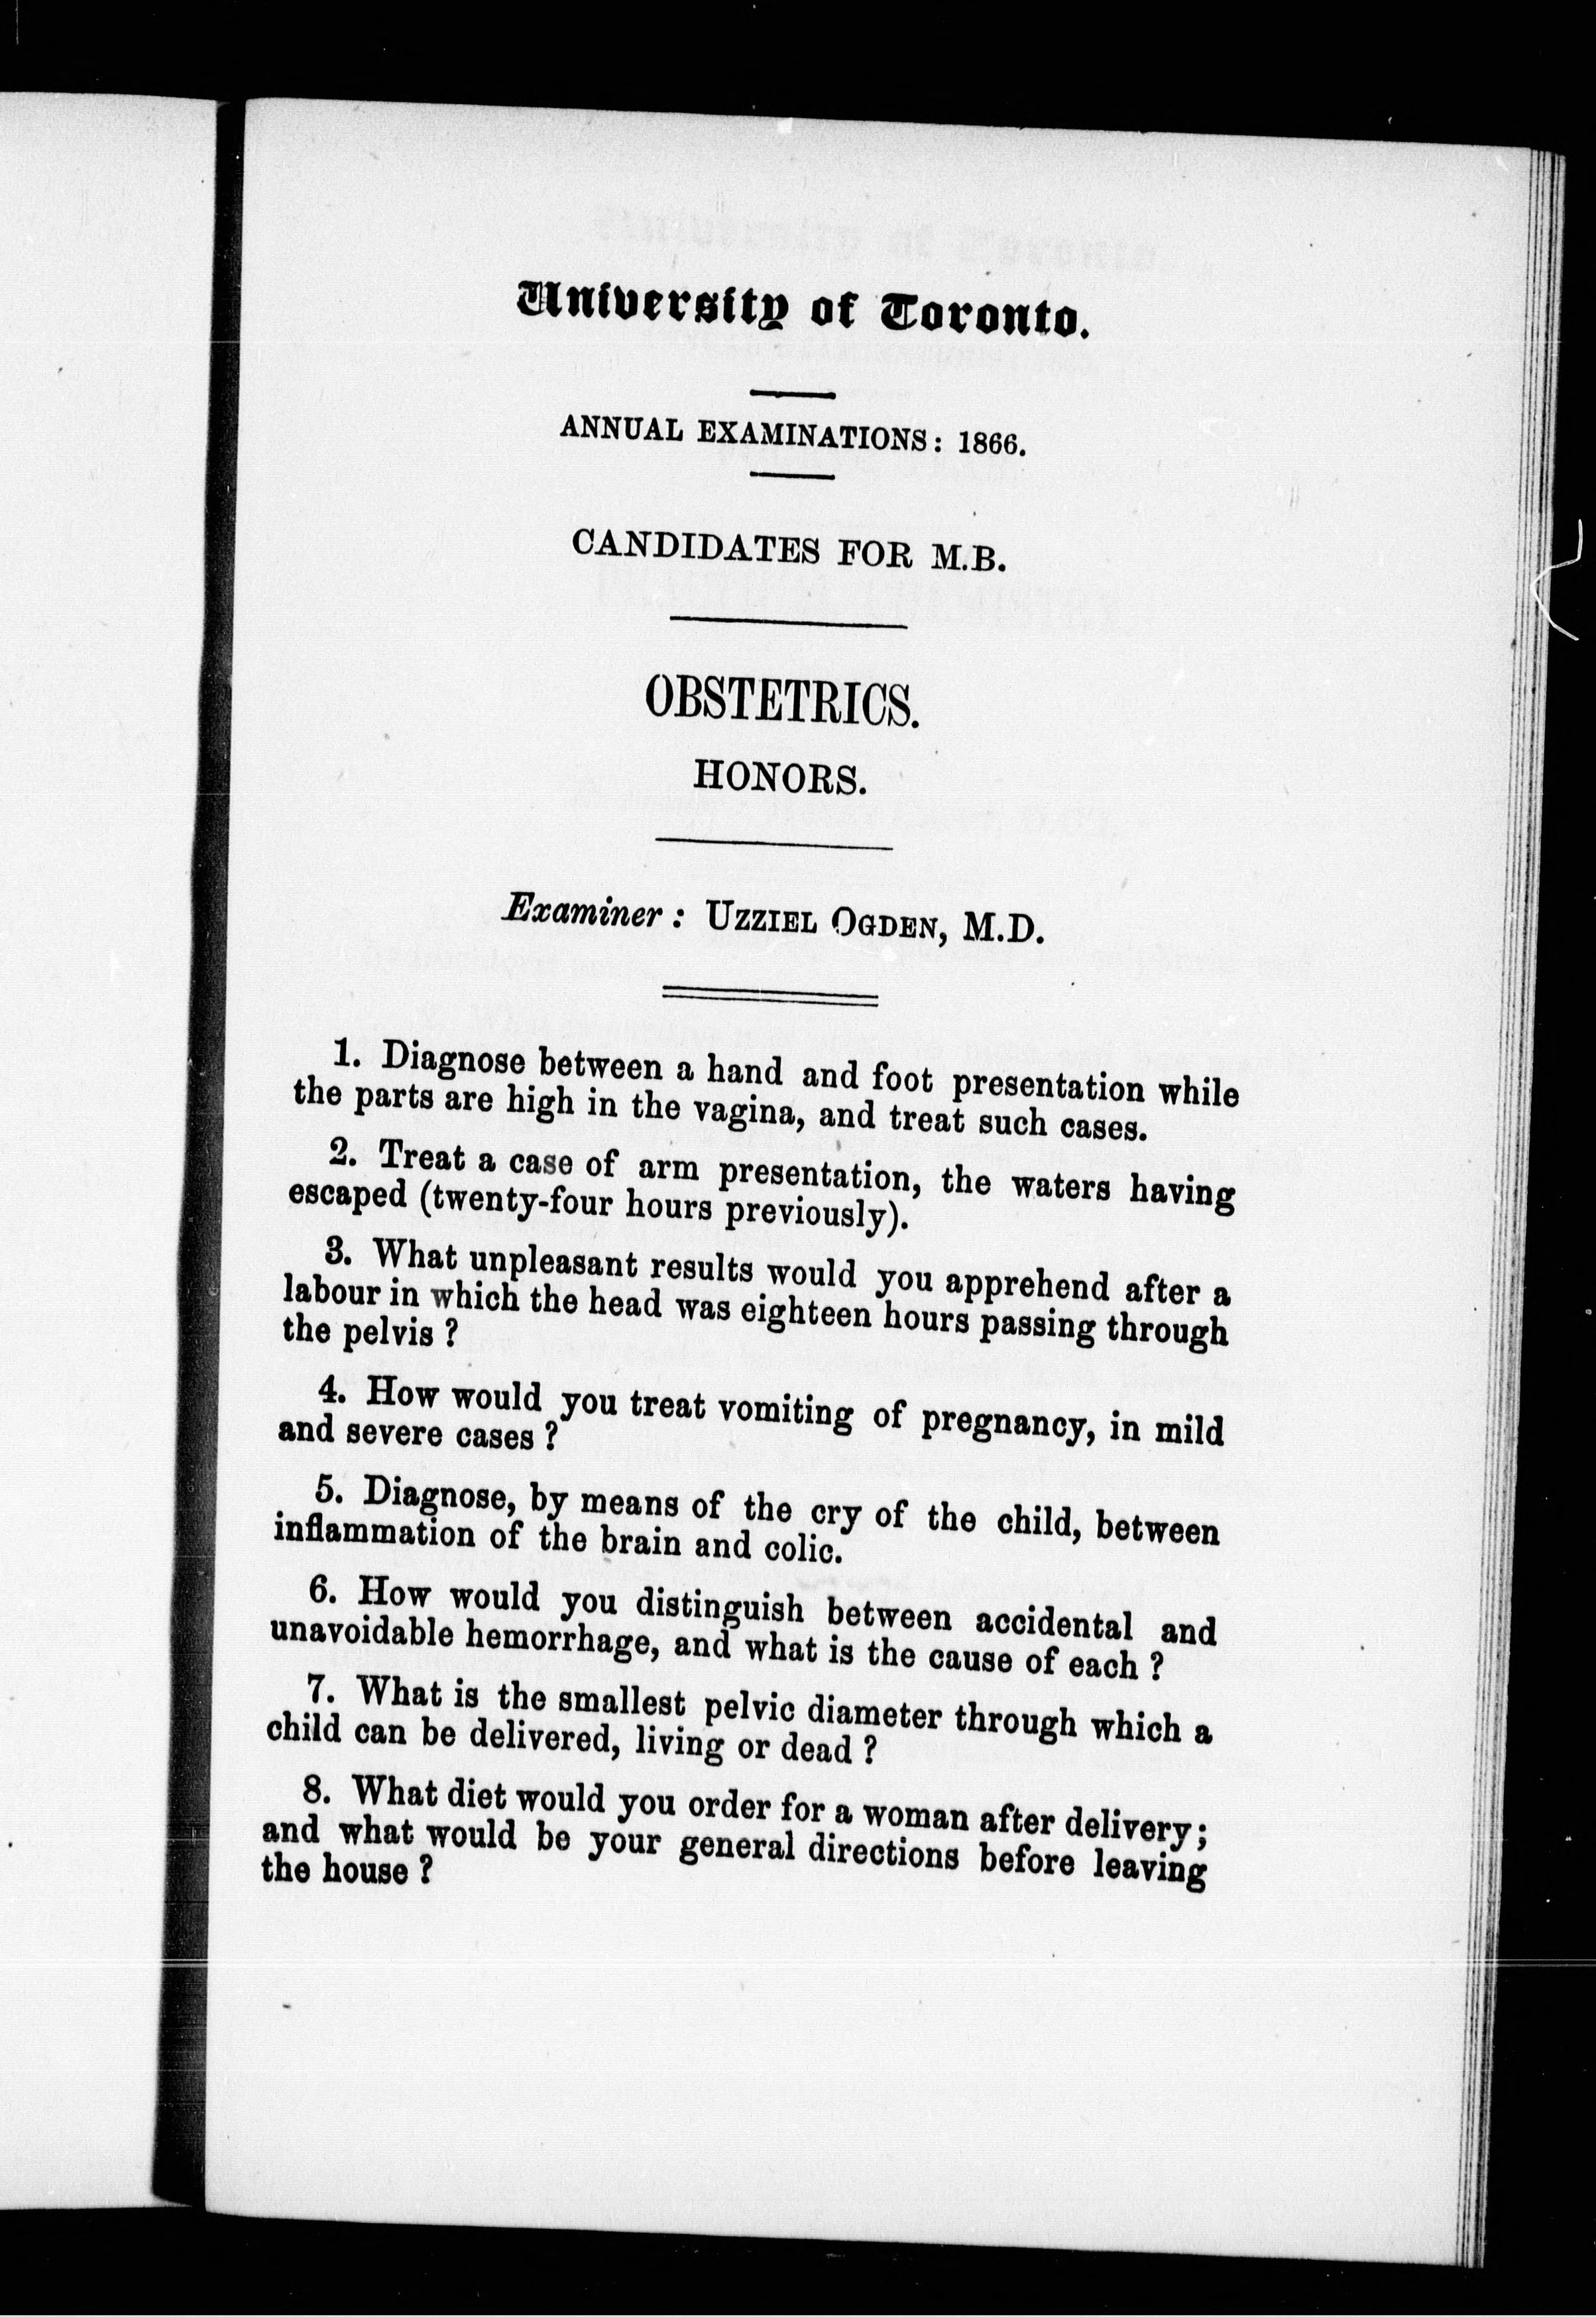 University of Toronto.
ANNUAL EXAMINATIONS: 1866.
CANDIDATES FOR M.B.
OBSTETRICS.
HONORS.
Examiner: UZZIEL OGDEN, M.D.
1. Diagnose between a hand and foot presentation while
the parts are high in the vagina, and treat such cases.
2. Treat a case of arm presentation, the waters having
escaped (twenty-four hours previously).
3. What unpleasant results would you apprehend after a
labour in which the head was eighteen hours passing through
the pelvis ?
4. How would you treat vomiting of pregnancy, in mild
and severe cases ?
5. Diagnose, by means of the cry of the child, between
inflammation of the brain and colic.
6. How would you distinguish between accidental and
unavoidable hemorrhage, and what is the cause of each ?
7. What is the smallest pelvic diameter through which a
child can be delivered, living or dead ?
8. What diet would you order for a woman after delivery;
and what would be your general directions before leaving
the house ?